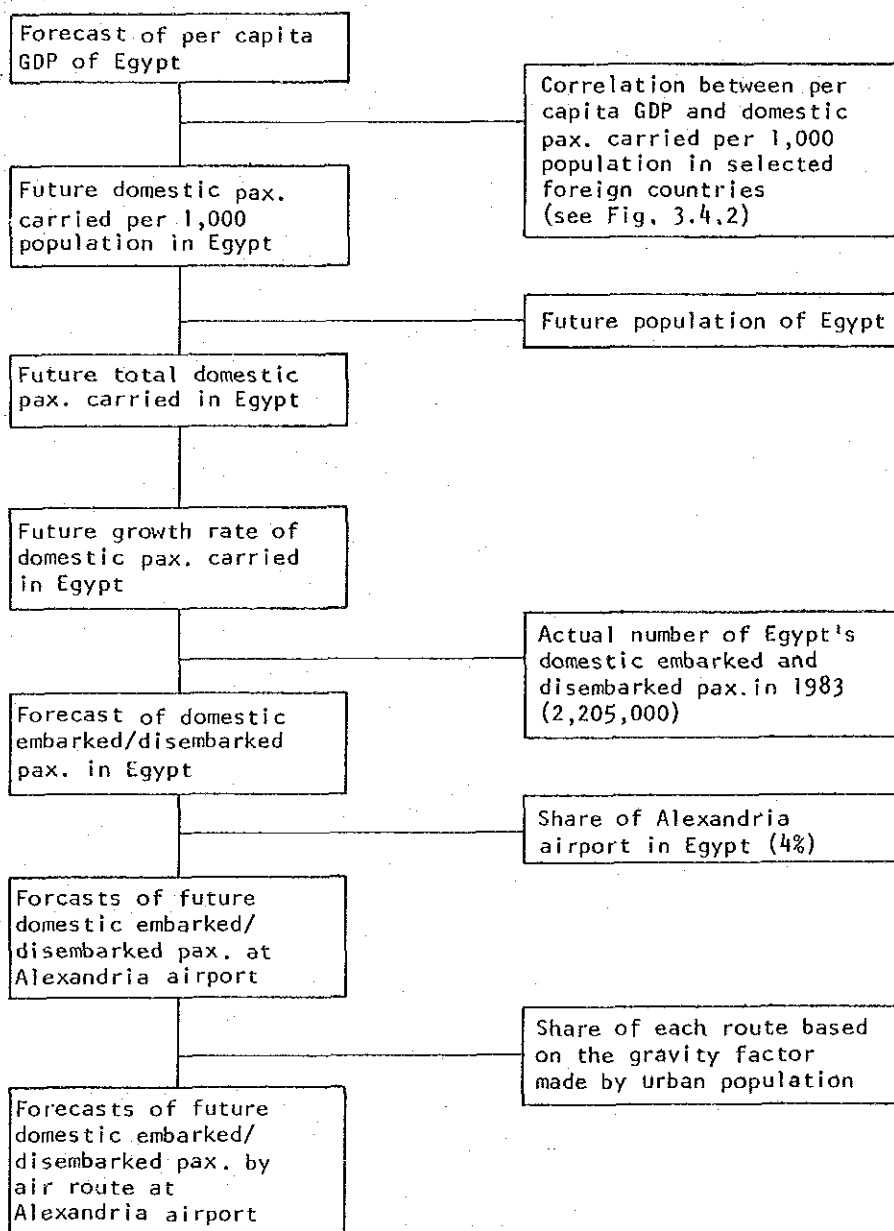 Forecast of per capita
GDP of Egypt
Correlation between per
capita GDP and domestic
pax. carried per 1,000
population in selected
foreign countries
(see Fig. 3.4.2)
Future domestic pax.
carried per 1,000
population in Egypt
Future population of Egypt
Future total domestic
pax. carried in Egypt
Future growth rate of
domestic pax. carried
in Egypt
Actual number of Egypt's
domestic embarked and
disembarked pax. in 1983
(2,205,000)
Forecast of domestic
embarked/disembarked
pax. in Egypt
Share of Alexandria
airport in Egypt (4%)
Forcasts of future
domestic embarked/
disembarked pax. at
Alexandria airport
Share of each route based
on the gravity factor
made by urban population
Forecasts of future
domestic embarked/
disembarked pax. by
air route at
Alexandria airport